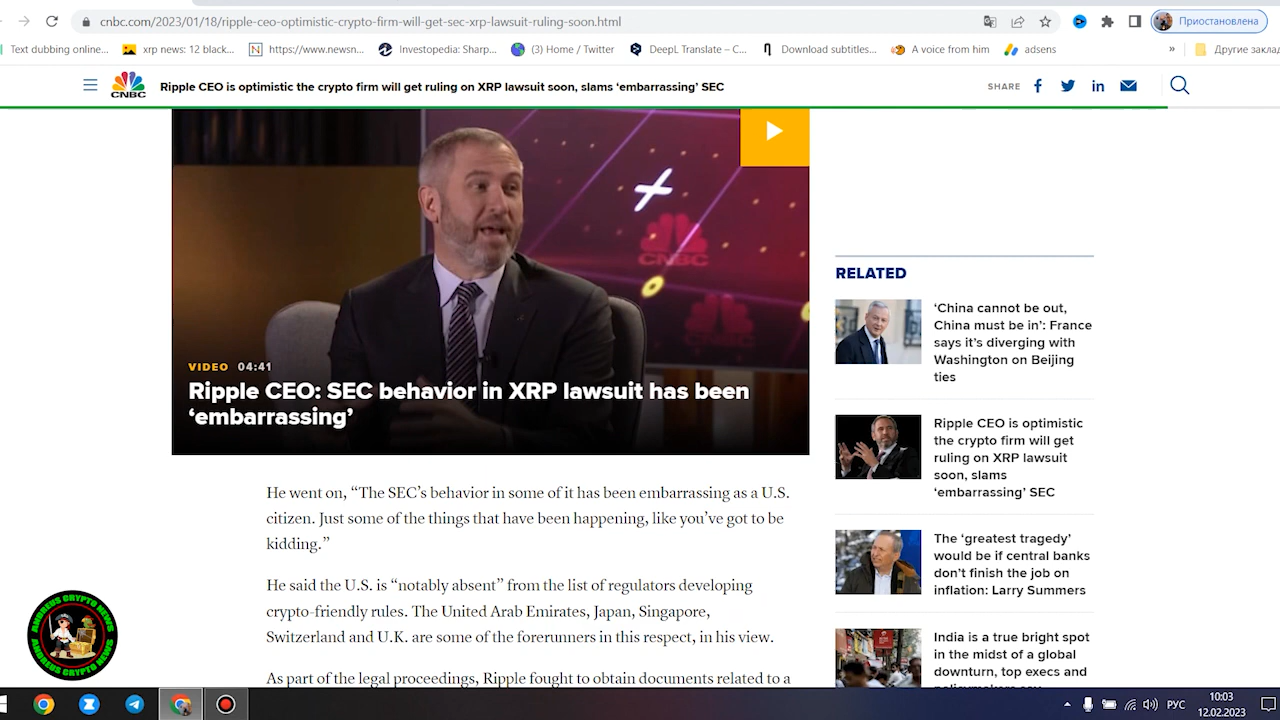 cnbc.com/2023/01/18/ripple-ceo-optimistic-crypto-firm-will-get-sec-xrp-lawsuit-ruling-soon.html
Приостановлена
Text dubbing online...
xrp news: 12 black...
https://www.newsn...
Investopedia: Sharp...
(3) Home / Twitter
DeepL Translate – C...
Download subtitles...
A voice from him
adsens
»
Другие закла
CNBC
Ripple CEO is optimistic the crypto firm will get ruling on XRP lawsuit soon, slams ‘embarrassing’ SEC
SHARE
CNBC
VIDEO 04:41
Ripple CEO: SEC behavior in XRP lawsuit has been
‘embarrassing’
He went on, “The SEC’s behavior in some of it has been embarrassing as a U.S.
citizen. Just some of the things that have been happening, like you’ve got to be
kidding.”
He said the U.S. is “notably absent” from the list of regulators developing
crypto-friendly rules. The United Arab Emirates, Japan, Singapore,
Switzerland and U.K. are some of the forerunners in this respect, in his view.
As part of the legal proceedings, Ripple fought to obtain documents related to a
RELATED
‘China cannot be out,
China must be in’: France
says it’s diverging with
Washington on Beijing
ties
Ripple CEO is optimistic
the crypto firm will get
ruling on XRP lawsuit
soon, slams
‘embarrassing’ SEC
The ‘greatest tragedy’
would be if central banks
don’t finish the job on
inflation: Larry Summers
India is a true bright spot
in the midst of a global
downturn, top execs and
ANDREUS CRYPTO NEWS
ANDREUS CRYPTO NEWS
РУС
10:03
12.02.2023